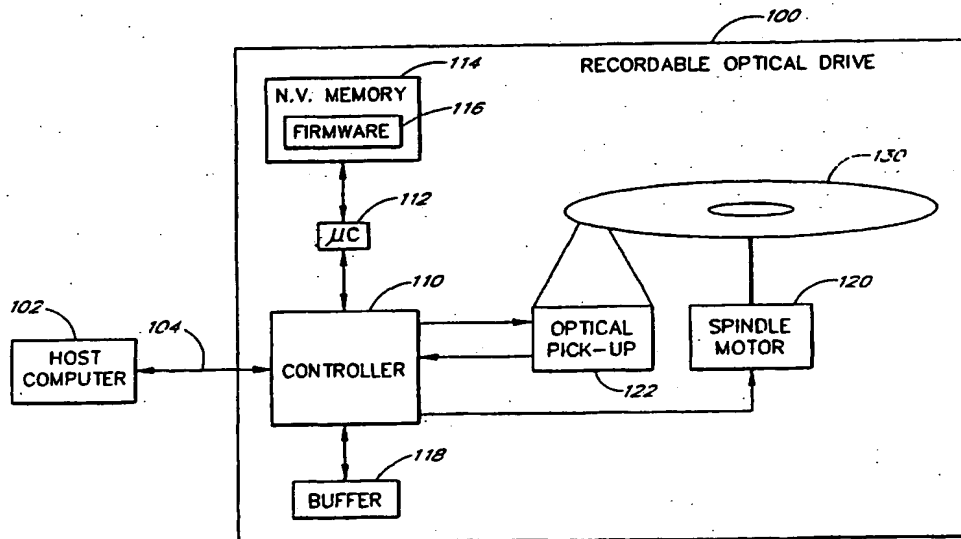 100
RECORDABLE OPTICAL DRIVE
114
N.V. MEMORY
116
FIRMWARE
130
112
µC
110
120
102
104
HOST
COMPUTER
CONTROLLER
OPTICAL
PICK-UP
SPINDLE
MOTOR
122
118
BUFFER